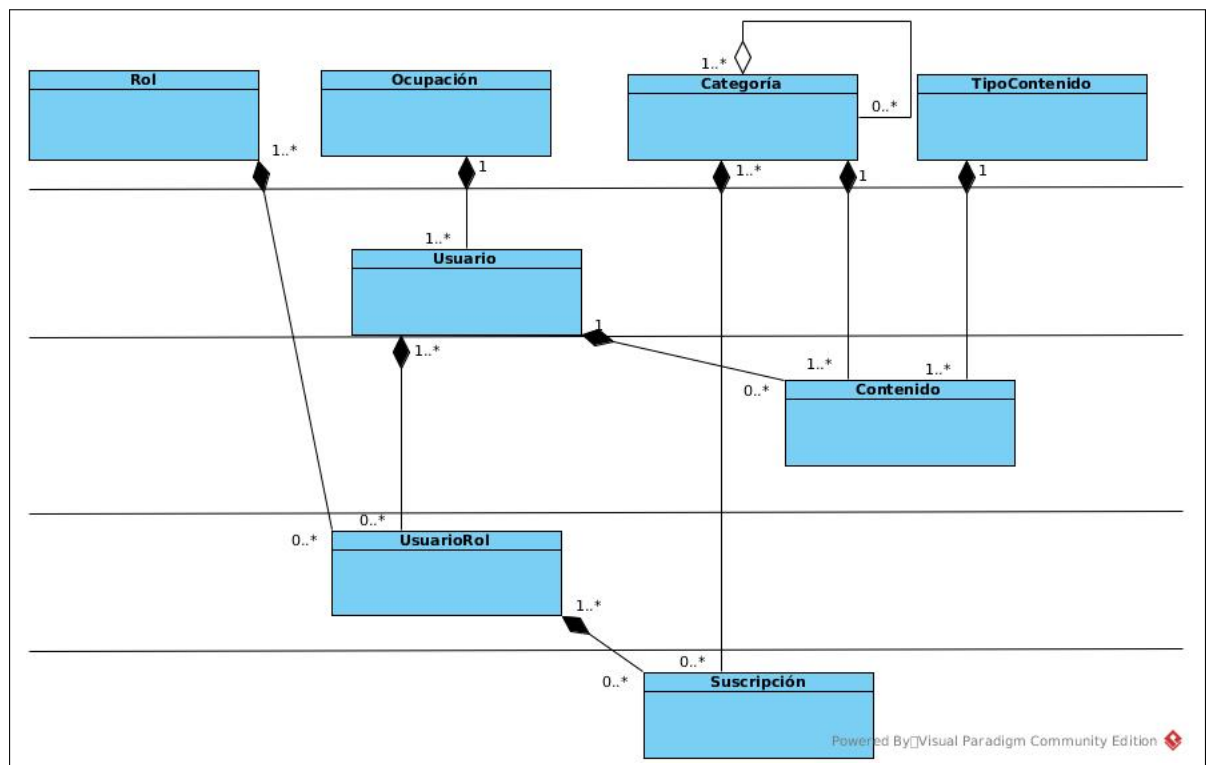 1..*
Rol
Ocupación
Categoría
TipoContenido
0..*
1..*
1
1..*
1
1
1..*
Usuario
1
1..*
1..*
1..*
0..*
Contenido
0..*
0..*
UsuarioRol
1..*
0..*
0..*
Suscripción
Powered By▯Visual Paradigm Community Edition